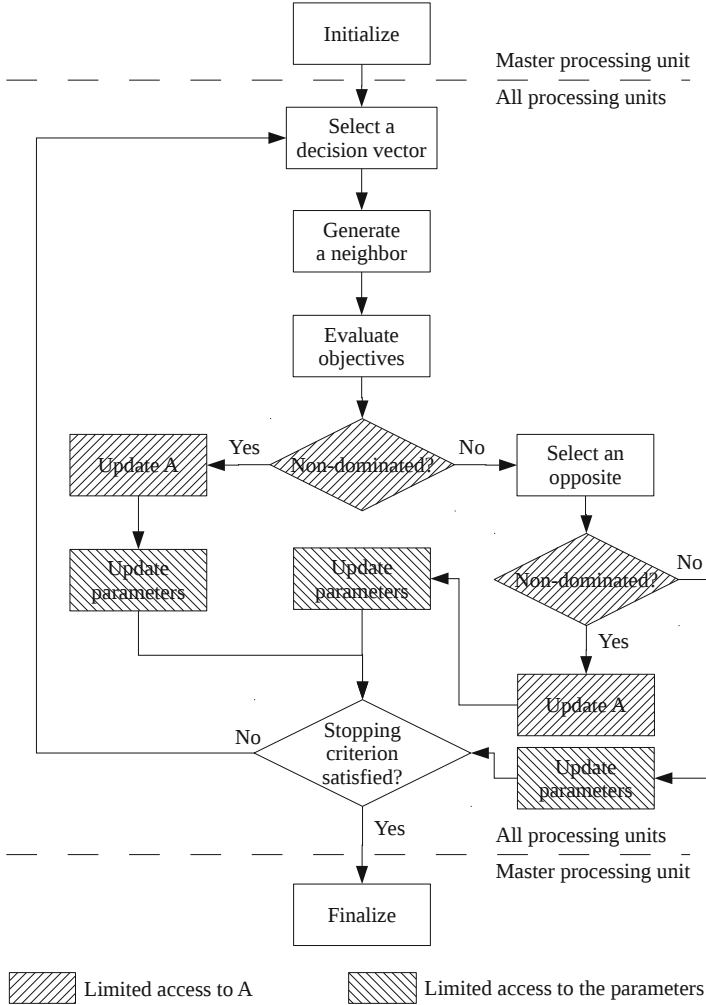 Initialize
Master processing unit
All processing units
Select a
decision vector
Generate
a neighbor
Evaluate
objectives
Yes
No
Update A
Non-dominated?
Select an
opposite
Update
parameters
Update
parameters
Non-dominated?
No
Yes
Update A
No
Stopping
criterion
satisfied?
Update
parameters
Yes
All processing units
Master processing unit
Finalize
Limited access to A
Limited access to the parameters